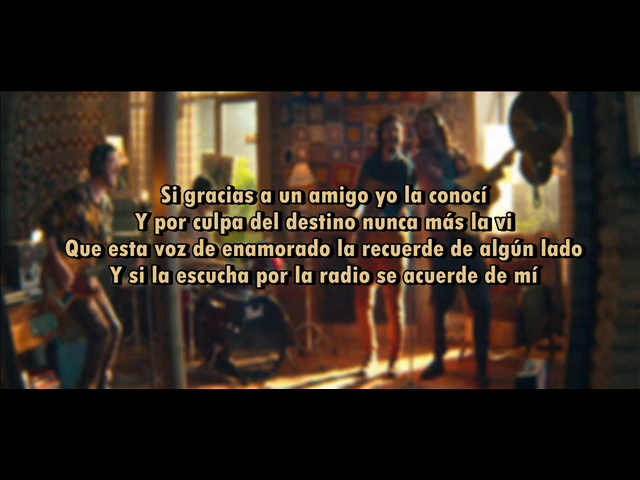 Si gracias a un amigo yo la conocí
Y por culpa del destino nunca más la vi
Que esta voz de enamorado la recuerde de algún lado
Y si la escucha por la radio se acuerde de mí